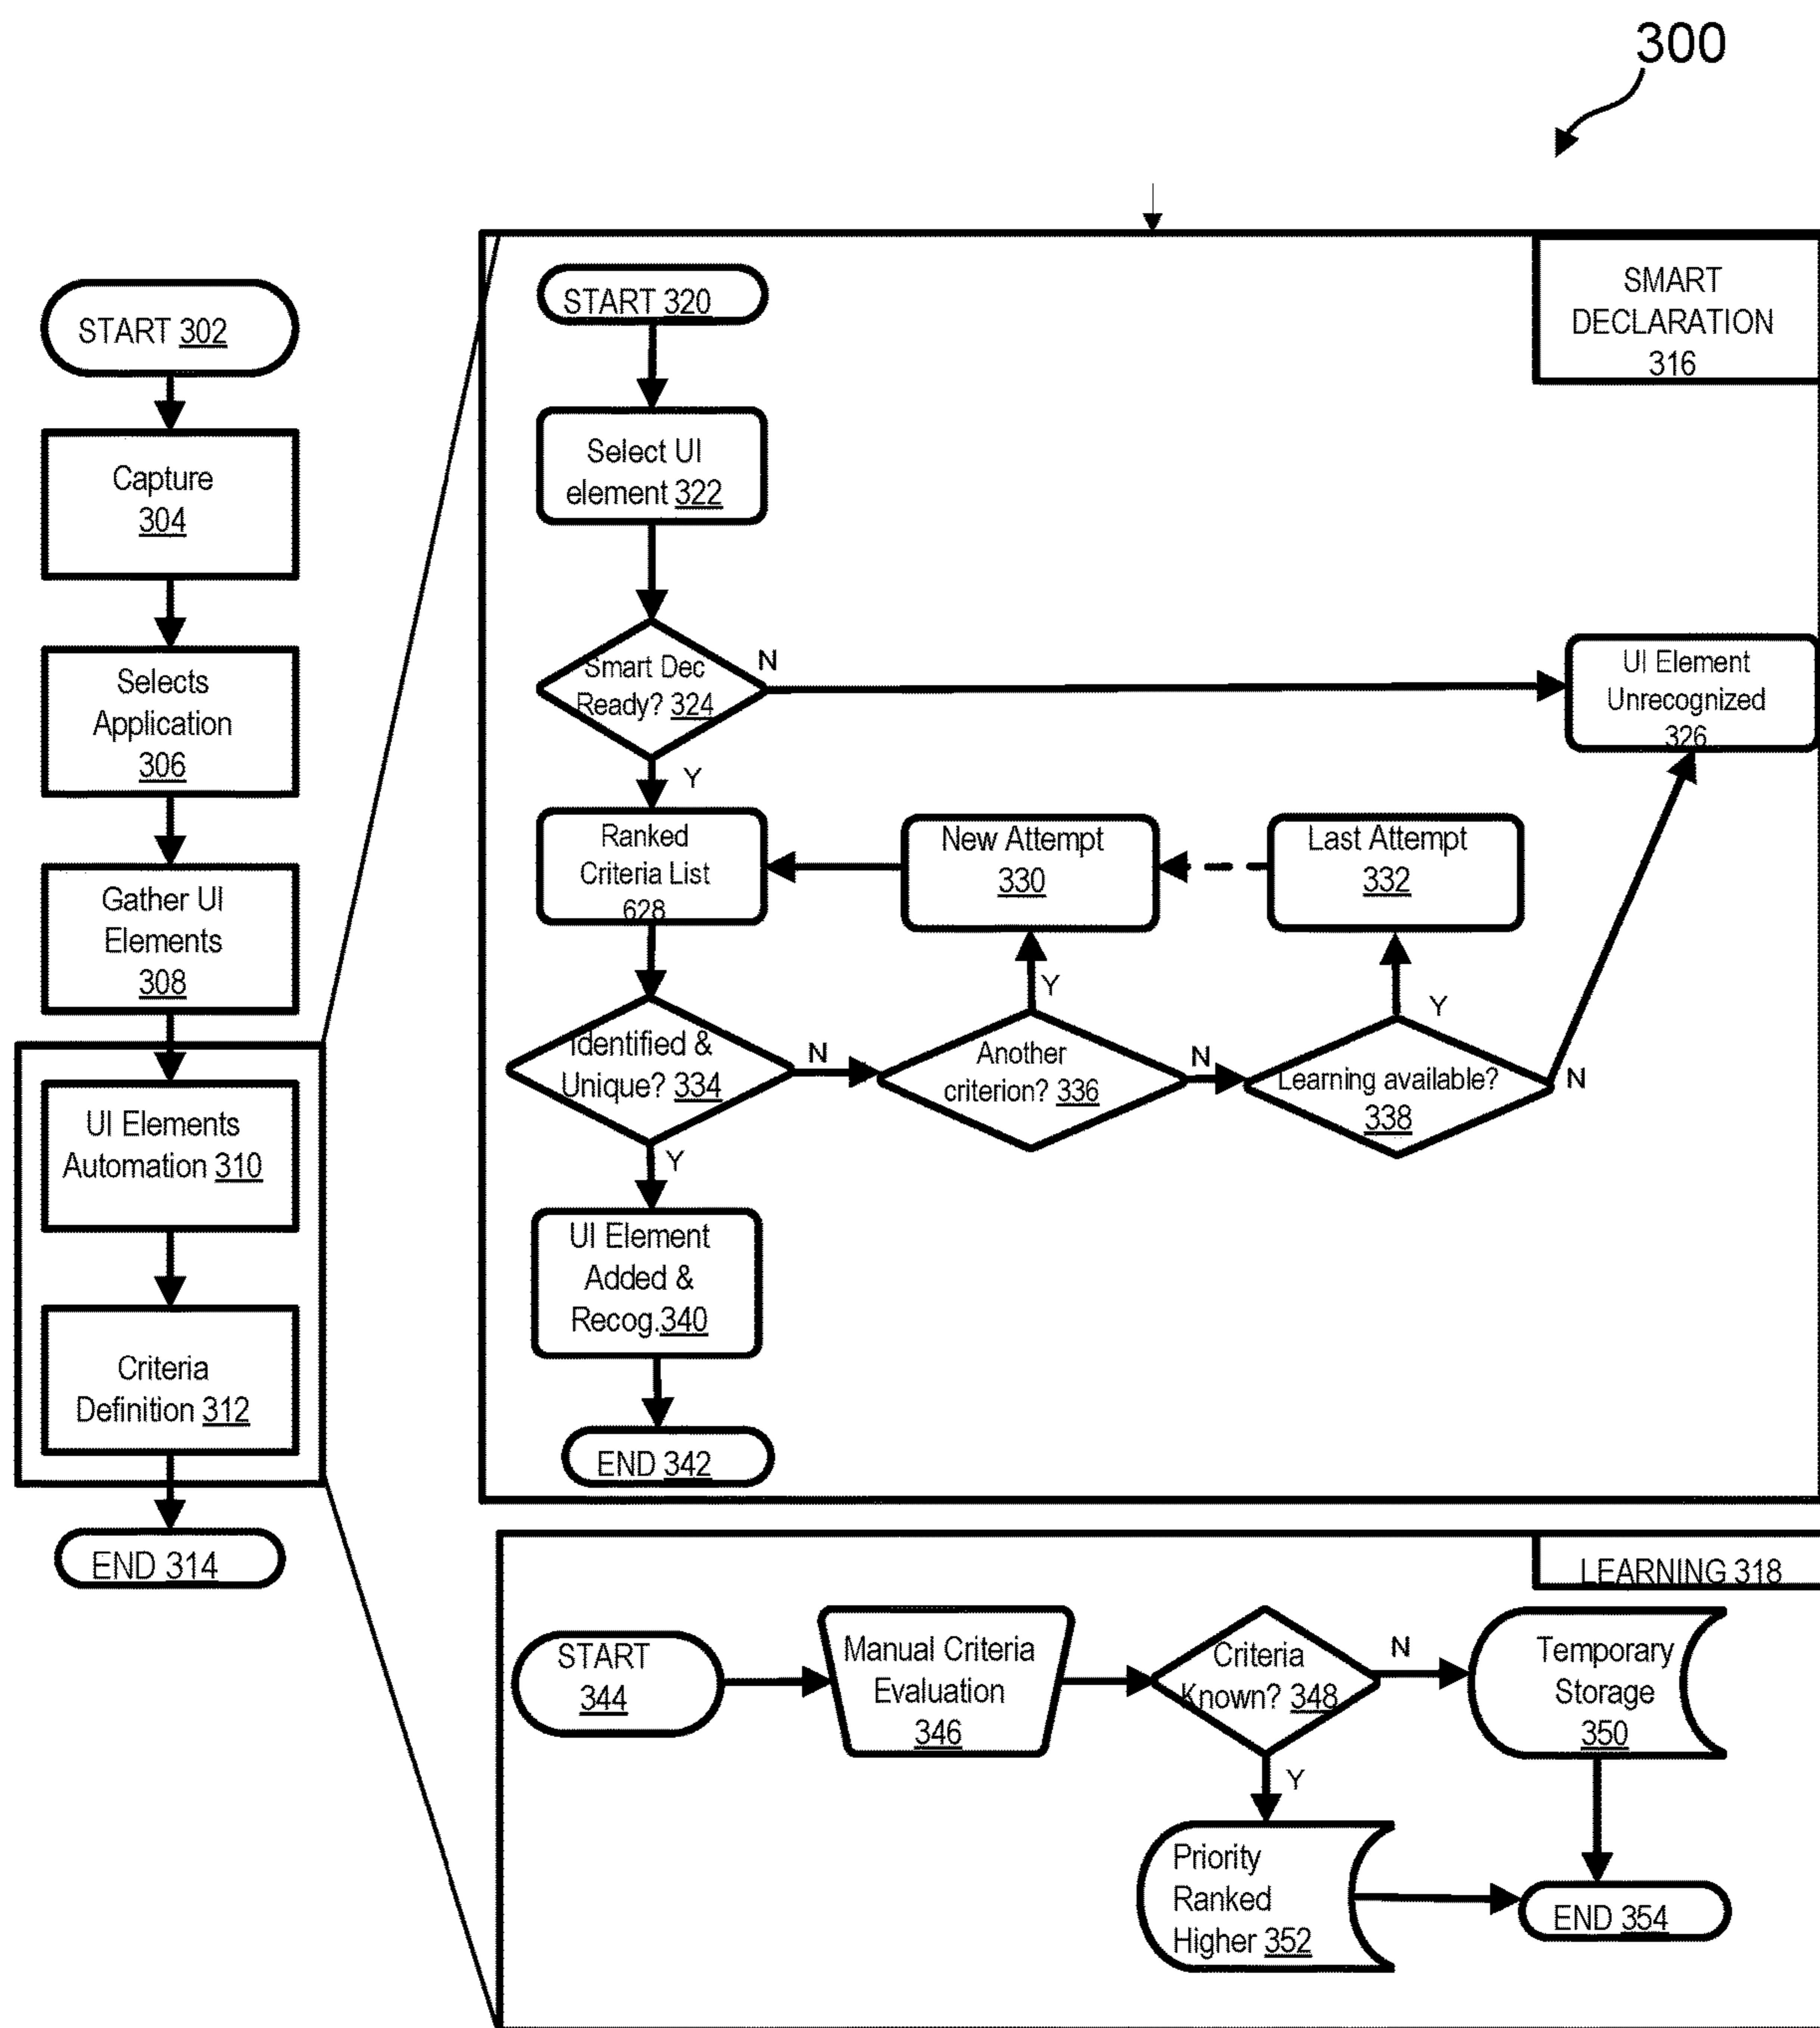 300
START 302
Capture
304
Selects
Application
306
Gather UI
Elements
308
UI Elements
Automation 310
Criteria
Definition 312
END 314
SMART
DECLARATION
316
START 320
Select UI
element 322
Smart Dec
Ready? 324
N
Y
UI Element
Unrecognized
326
Ranked
Criteria List
628
New Attempt
330
Last Attempt
332
Identified &
Unique? 334
N
Y
Another
criterion? 336
Y
N
Learning available?
338
Y
N
UI Element
Added &
Recog.340
END 342
LEARNING 318
START
344
Manual Criteria
Evaluation
346
Criteria
Known? 348
N
Y
Temporary
Storage
350
Priority
Ranked
Higher 352
END 354